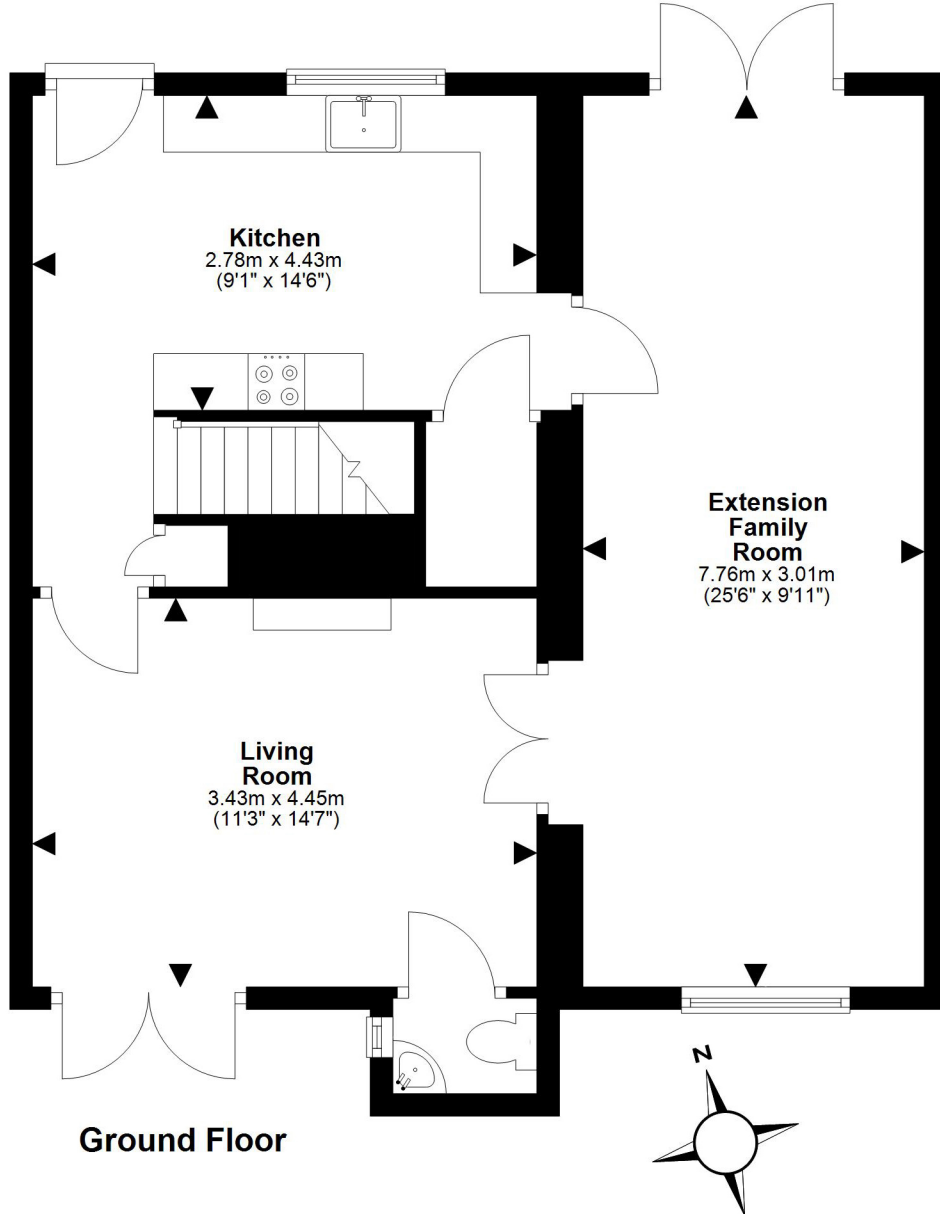 Kitchen
2.78m x 4.43m
(9'1" x 14'6")
Extension
Family
Room
7.76m x 3.01m
(25'6" x 9'11")
Living
Room
3.43m x 4.45m
(11'3" x 14'7")
N
Ground Floor